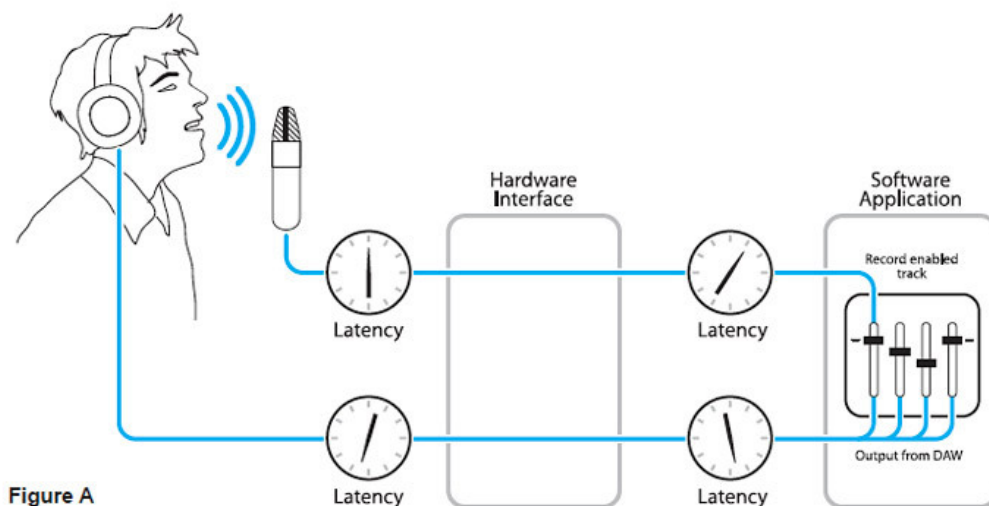 Hardware
Interface
Software
Application
Record enabled
track
Latency
Latency
Latency
Latency
Output from DAW
Figure A